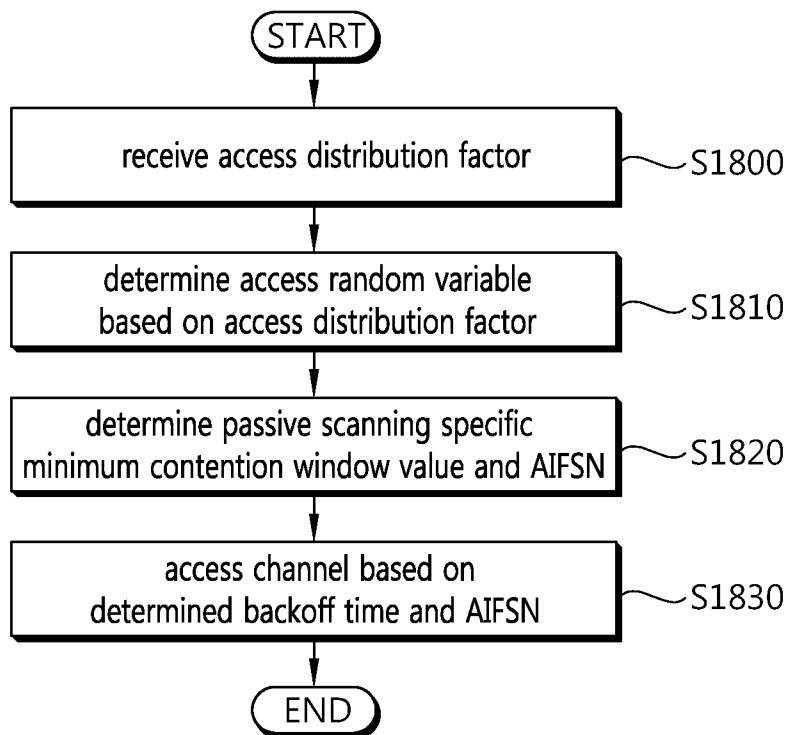 START
receive access distribution factor
S1800
determine access random variable
based on access distribution factor
S1810
determine passive scanning specific
minimum contention window value and AIFSN
S1820
access channel based on
determined backoff time and AIFSN
S1830
END